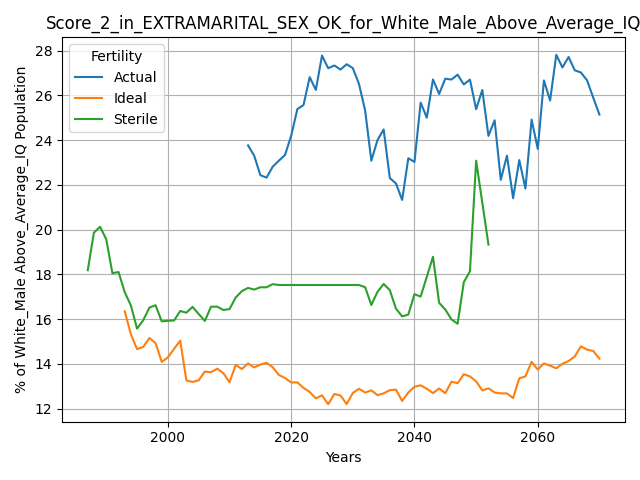 Score_2_in_EXTRAMARITAL_SEX_OK_for_White_Male_Above_Average_IQ
Fertility
Actual
Ideal
Sterile
% of White_Male Above_Average_IQ Population
28
26
24
22
20
18
16
14
12
2000
2020
2040
2060
Years